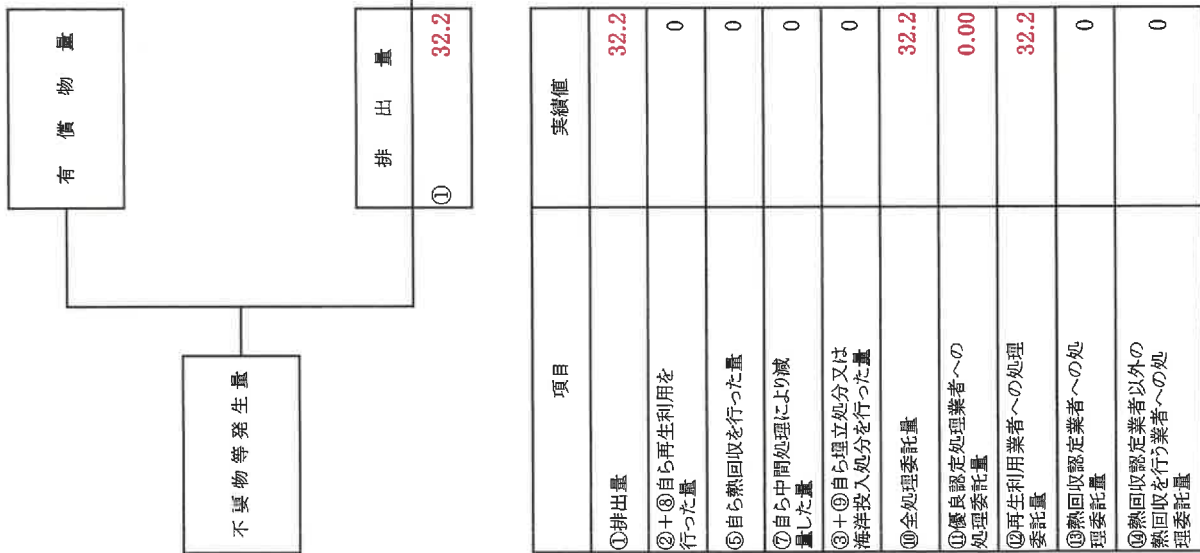 有償物量
不要物等発生量
排出量
① 32.2
項目 実績値
①排出量 32.2
②+⑧自ら再生利用を
行った量 0
⑤自ら熱回収を行った量 0
⑦自ら中間処理により減
量した量 0
③+⑨自ら埋立処分又は
海洋投入処分を行った量 0
⑩全処理委託量 32.2
⑪優良認定処理業者への
処理委託量 0.00
⑫再生利用業者への処理
委託量 32.2
⑬熱回収認定業者への処
理委託量 0
⑭熱回収認定業者以外の
熱回収を行う業者への処
理委託量 0